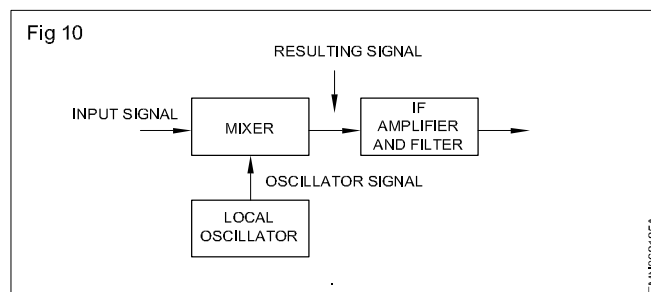 Fig 10
RESULTING SIGNAL
INPUT SIGNAL
MIXER
IF
AMPLIFIER
AND FILTER
OSCILLATOR SIGNAL
LOCAL
OSCILLATOR